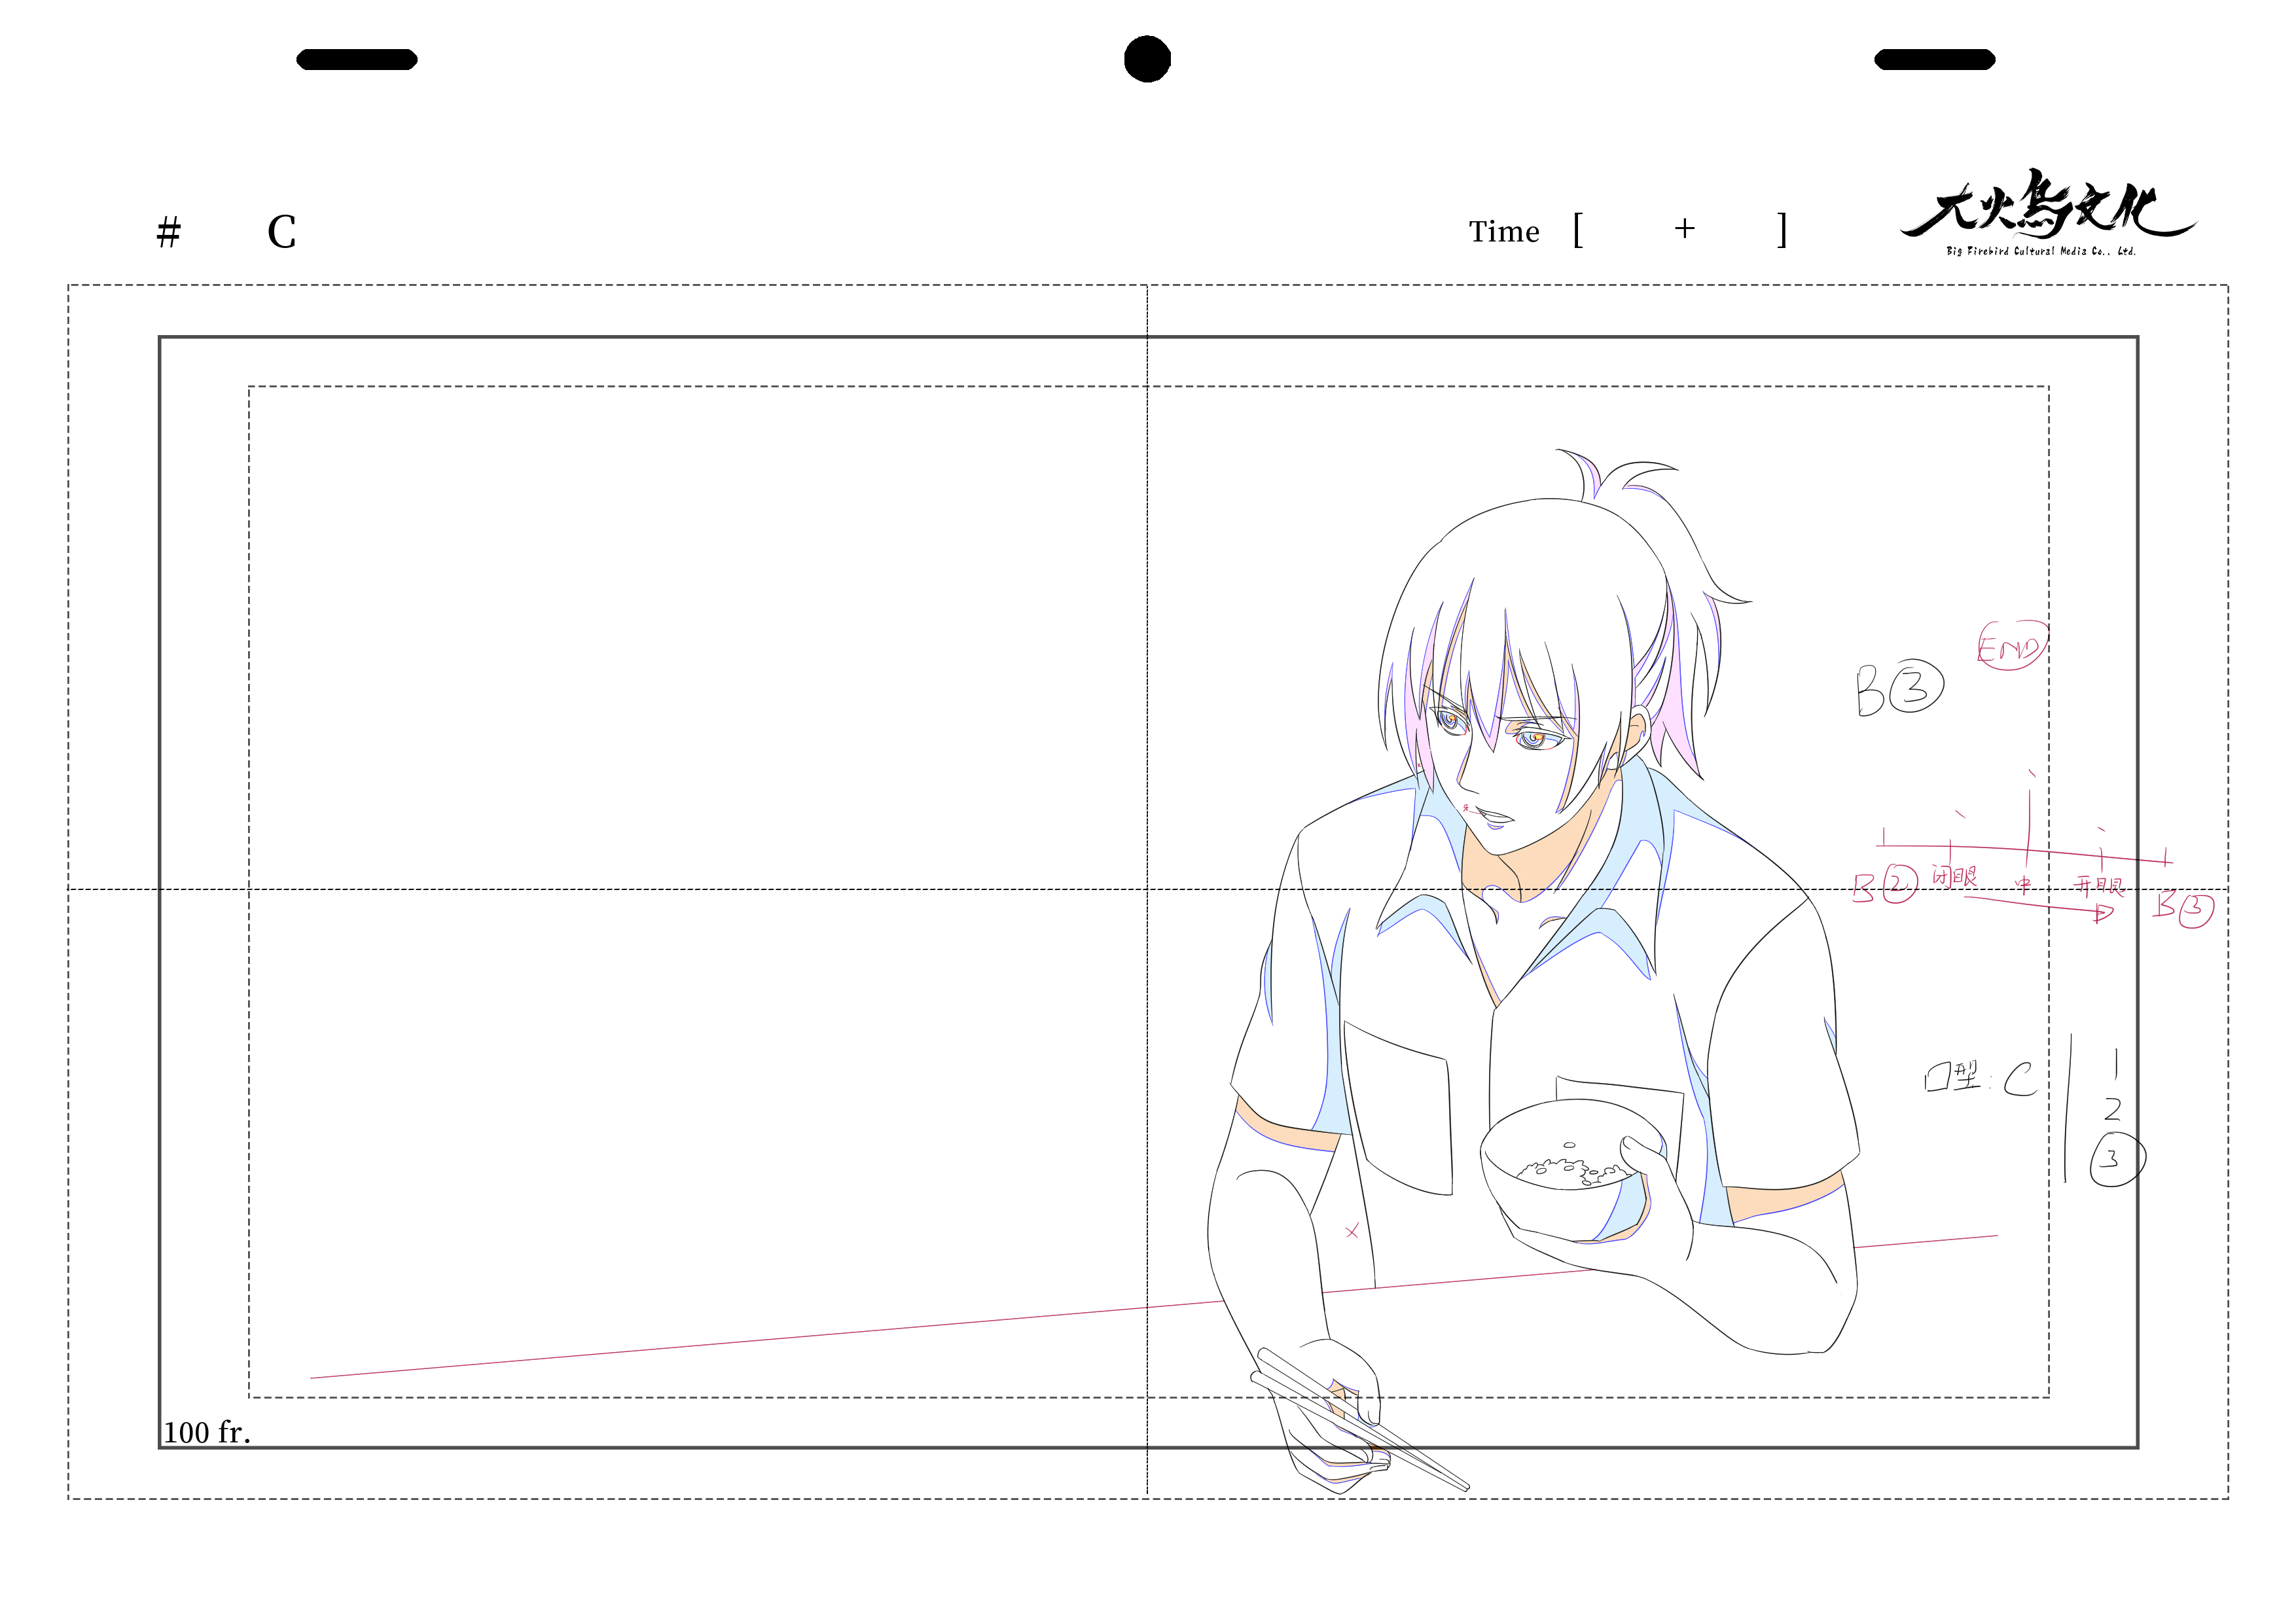 大火鸟文化
Big Firebird Cultural Media Co., Ltd.
# C Time [ + ]
END
B③
B② 闭眼 中 开眼 B③
口型: C 1
2
③
100 fr.